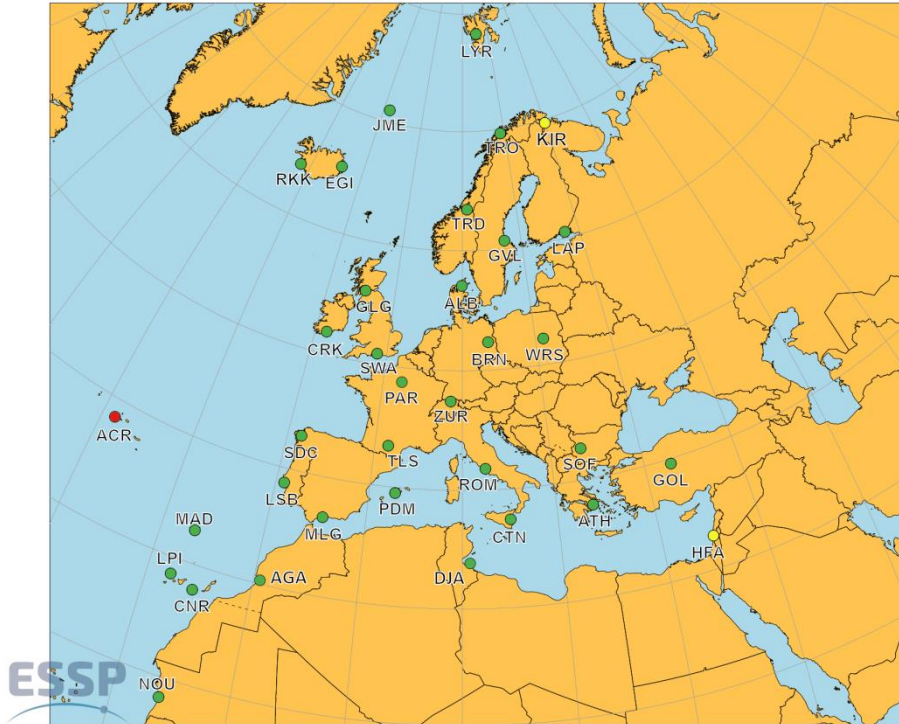 LYR
JME
TRO
KIR
RKK
EGI
TRD
GVL
LAP
GLG
ALB
CRK
SWA
BRN
WRS
PAR
ZUR
ACR
SDC
TLS
ROM
SOF
GOL
LSB
PDM
MLG
CTN
ATH
MAD
HFA
LPI
AGA
DJA
CNR
ESSP
NOU